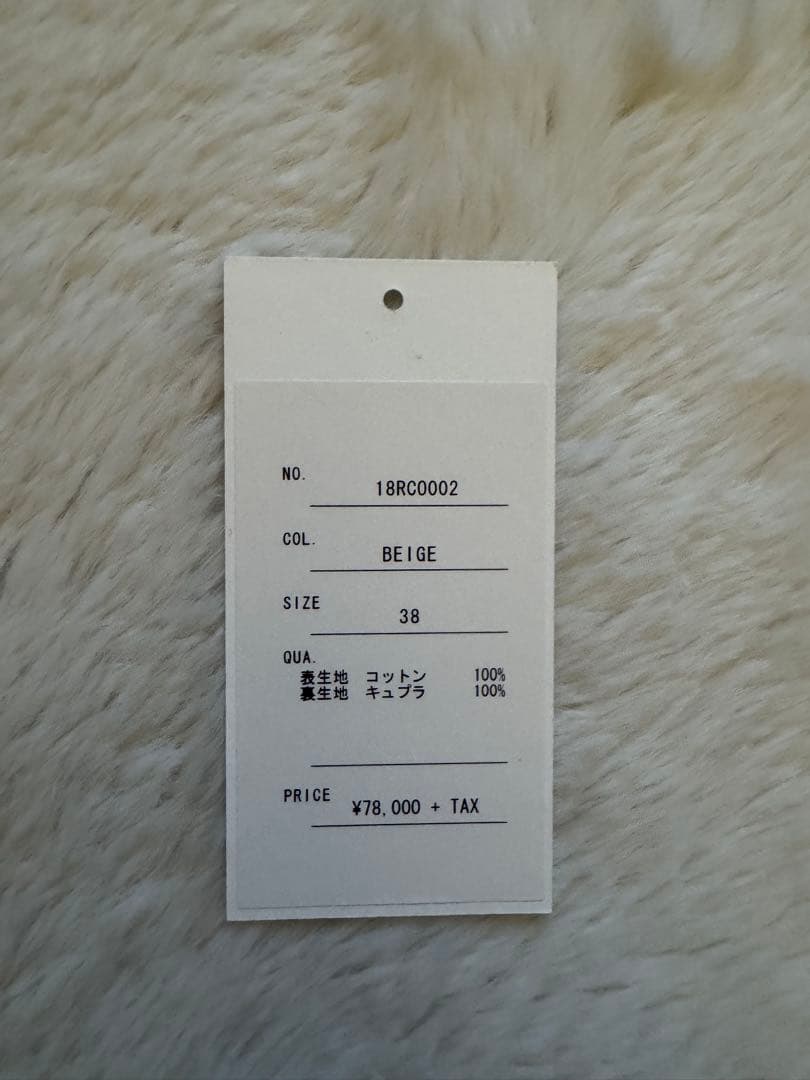 NO.
18RC0002
COL.
BEIGE
SIZE
38
QUA.
表生地 コットン 100%
裏生地 キュプラ 100%
PRICE
¥78,000 + TAX